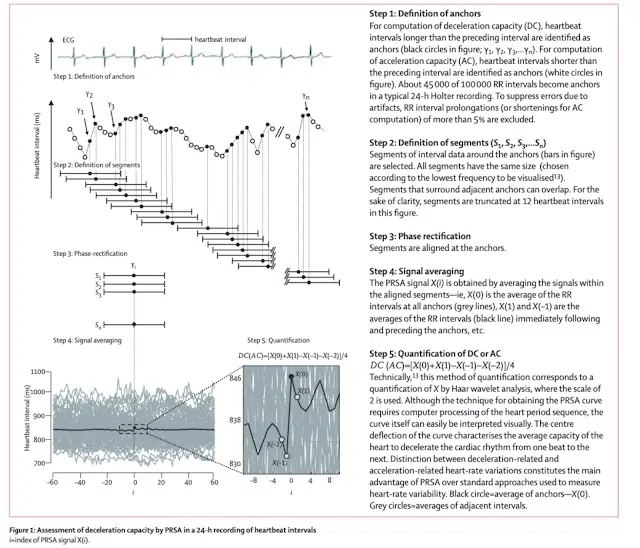 ECG
heartbeat interval
mV
Step 1: Definition of anchors
γ1
γ2
γ3
γn
Heartbeat interval (ms)
Step 2: Definition of segments
Step 3: Phase-rectification
γi
S1
S2
S3
Sn
Step 4: Signal averaging
Step 5: Quantification
DC(AC)=[X(0)+X(1)–X(–1)–X(–2)]/4
1100
1000
900
800
700
Heartbeat interval (ms)
-60 -40 -20 0 20 40 60
i
846
838
830
X(0)
X(1)
X(–2)
X(–1)
-8 -4 0 4 8
i
Step 1: Definition of anchors
For computation of deceleration capacity (DC), heartbeat
intervals longer than the preceding interval are identified as
anchors (black circles in figure; γ1, γ2, γ3,...γn). For computation
of acceleration capacity (AC), heartbeat intervals shorter than
the preceding interval are identified as anchors (white circles in
figure). About 45 000 of 100 000 RR intervals become anchors
in a typical 24-h Holter recording. To suppress errors due to
artifacts, RR interval prolongations (or shortenings for AC
computation) of more than 5% are excluded.
Step 2: Definition of segments (S1, S2, S3,...Sn)
Segments of interval data around the anchors (bars in figure)
are selected. All segments have the same size (chosen
according to the lowest frequency to be visualised13).
Segments that surround adjacent anchors can overlap. For the
sake of clarity, segments are truncated at 12 heartbeat intervals
in this figure.
Step 3: Phase-rectification
Segments are aligned at the anchors.
Step 4: Signal averaging
The PRSA signal X(i) is obtained by averaging the signals within
the aligned segments—ie, X(0) is the average of the RR
intervals at all anchors (grey lines), X(1) and X(–1) are the
averages of the RR intervals (black line) immediately following
and preceding the anchors, etc.
Step 5: Quantification of DC or AC
DC (AC)=[X(0)+X(1)–X(–1)–X(–2)]/4
Technically,13 this method of quantification corresponds to a
quantification of X by Haar wavelet analysis, where the scale of
2 is used. Although the technique for obtaining the PRSA curve
requires computer processing of the heart period sequence, the
curve itself can easily be interpreted visually. The centre
deflection of the curve characterises the average capacity of the
heart to decelerate the cardiac rhythm from one beat to the
next. Distinction between deceleration-related and
acceleration-related heart-rate variations constitutes the main
advantage of PRSA over standard approaches used to measure
heart-rate variability. Black circle=average of anchors—X(0).
Grey circles=averages of adjacent intervals.
Figure 1: Assessment of deceleration capacity by PRSA in a 24-h recording of heartbeat intervals
i=index of PRSA signal X(i).